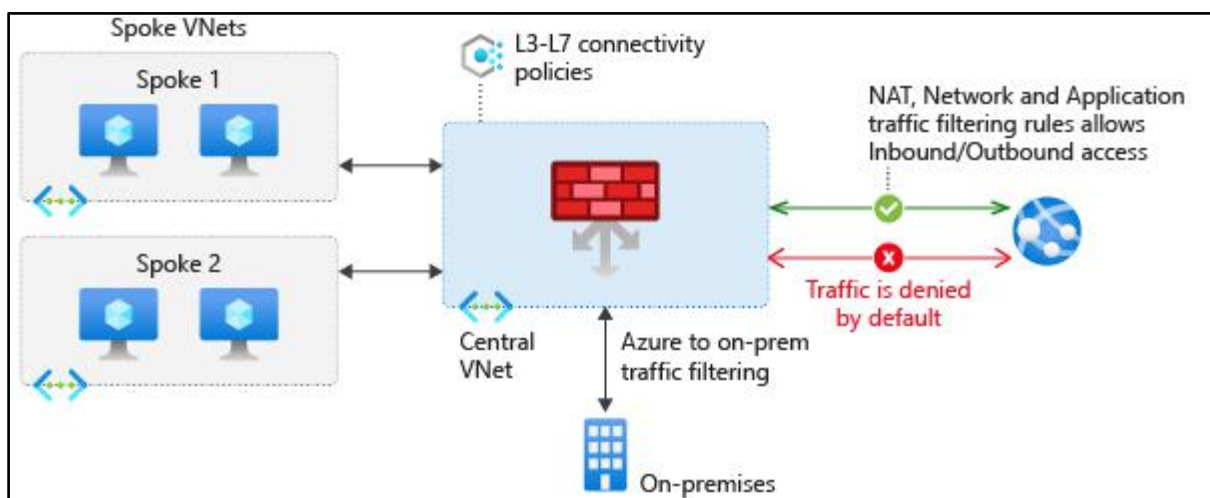 Spoke VNets
Spoke 1
Spoke 2
L3-L7 connectivity
policies
Central
VNet
Azure to on-prem
traffic filtering
On-premises
NAT, Network and Application
traffic filtering rules allows
Inbound/Outbound access
Traffic is denied
by default